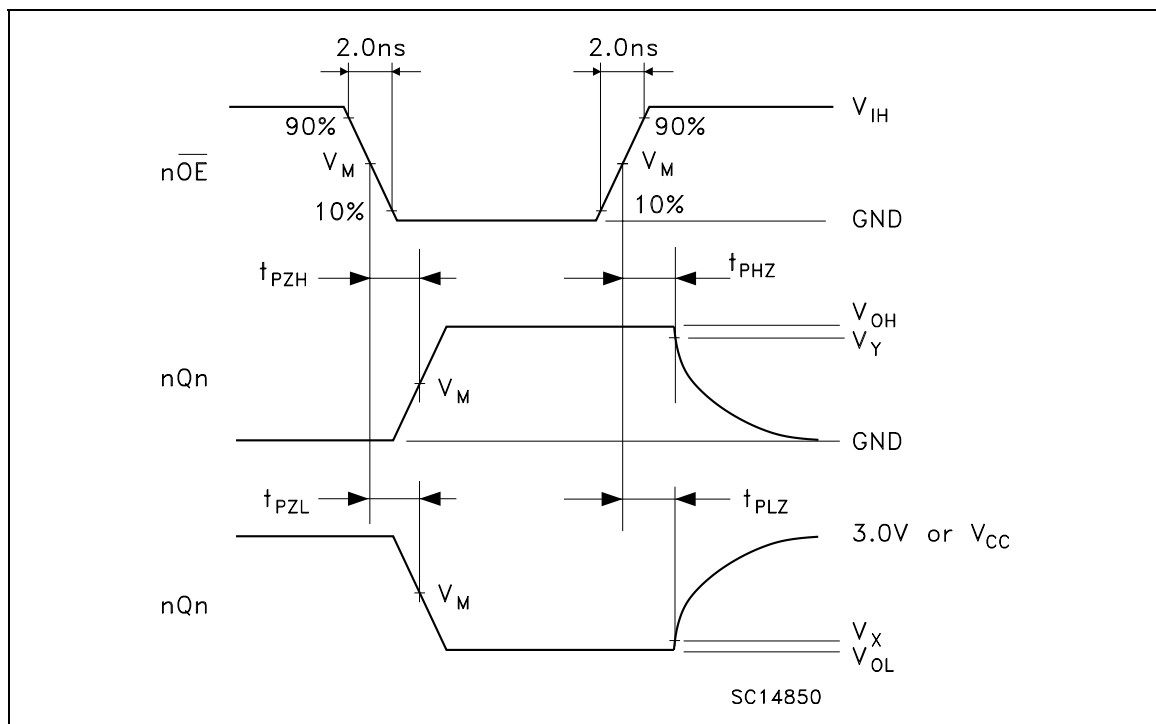 2.0ns 2.0ns
V_IH
90% 90%
nO̅E̅ V_M V_M
10% 10% GND
t_PZH t_PHZ
V_OH
V_Y
nQn V_M
GND
t_PZL t_PLZ
3.0V or V_CC
nQn V_M
V_X
V_OL
SC14850